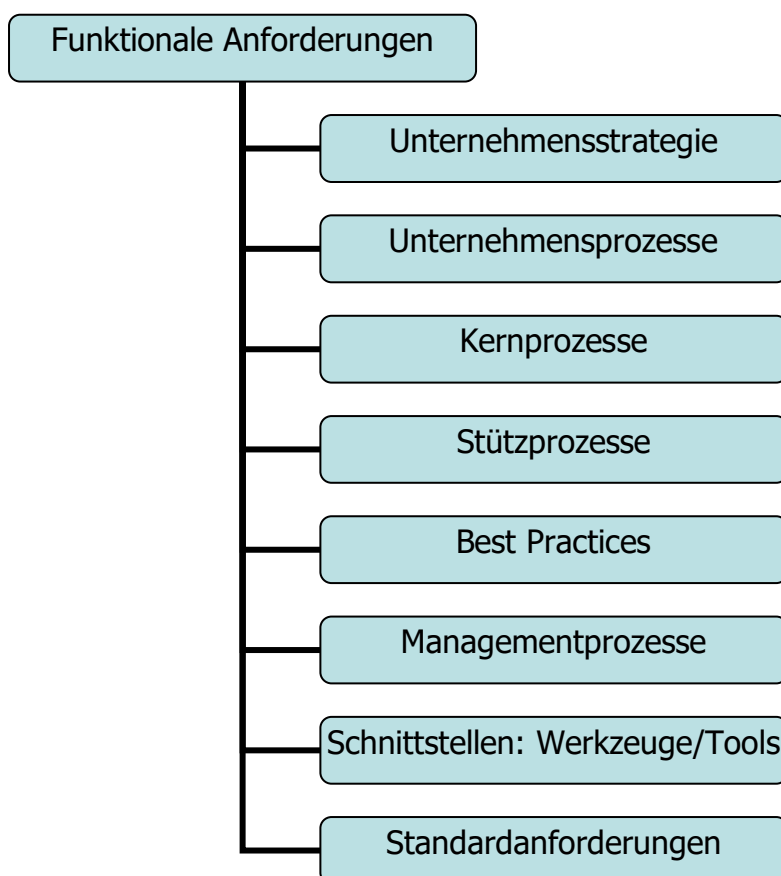 Funktionale Anforderungen
Unternehmensstrategie
Unternehmensprozesse
Kernprozesse
Stützprozesse
Best Practices
Managementprozesse
Schnittstellen: Werkzeuge/Tools
Standardanforderungen